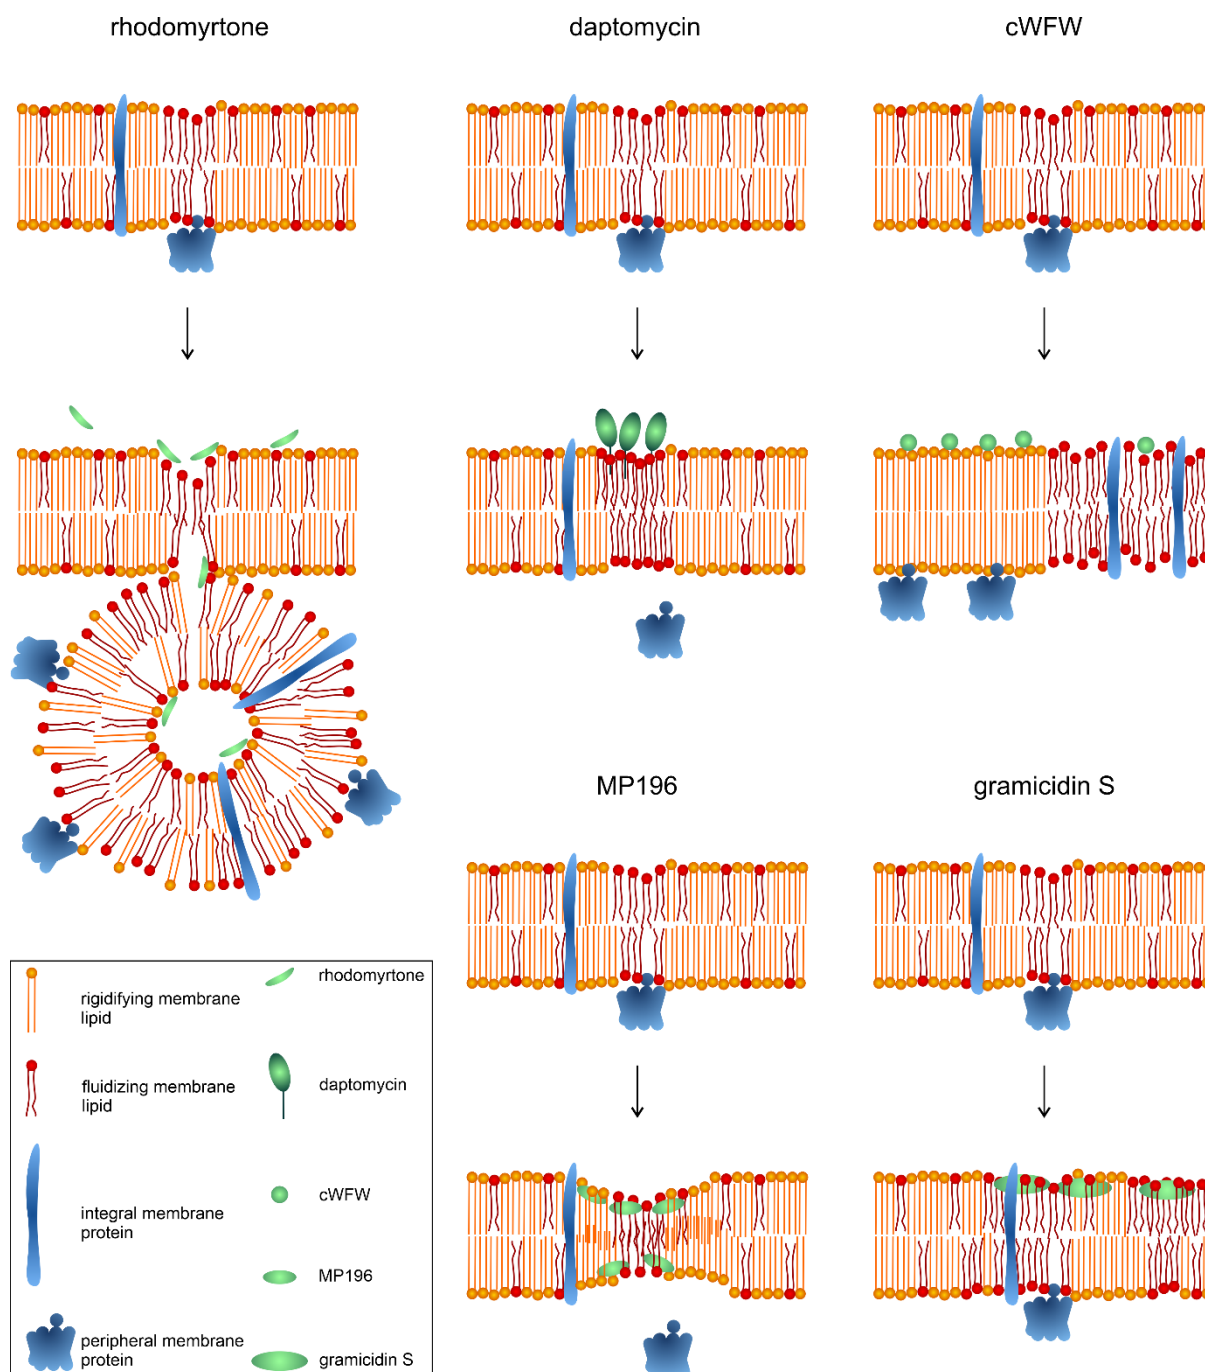 rhodomyrtone
daptomycin
cWFW
MP196
gramicidin S
rigidifying membrane
lipid
rhodomyrtone
fluidizing membrane
lipid
daptomycin
integral membrane
protein
cWFW
MP196
peripheral membrane
protein
gramicidin S